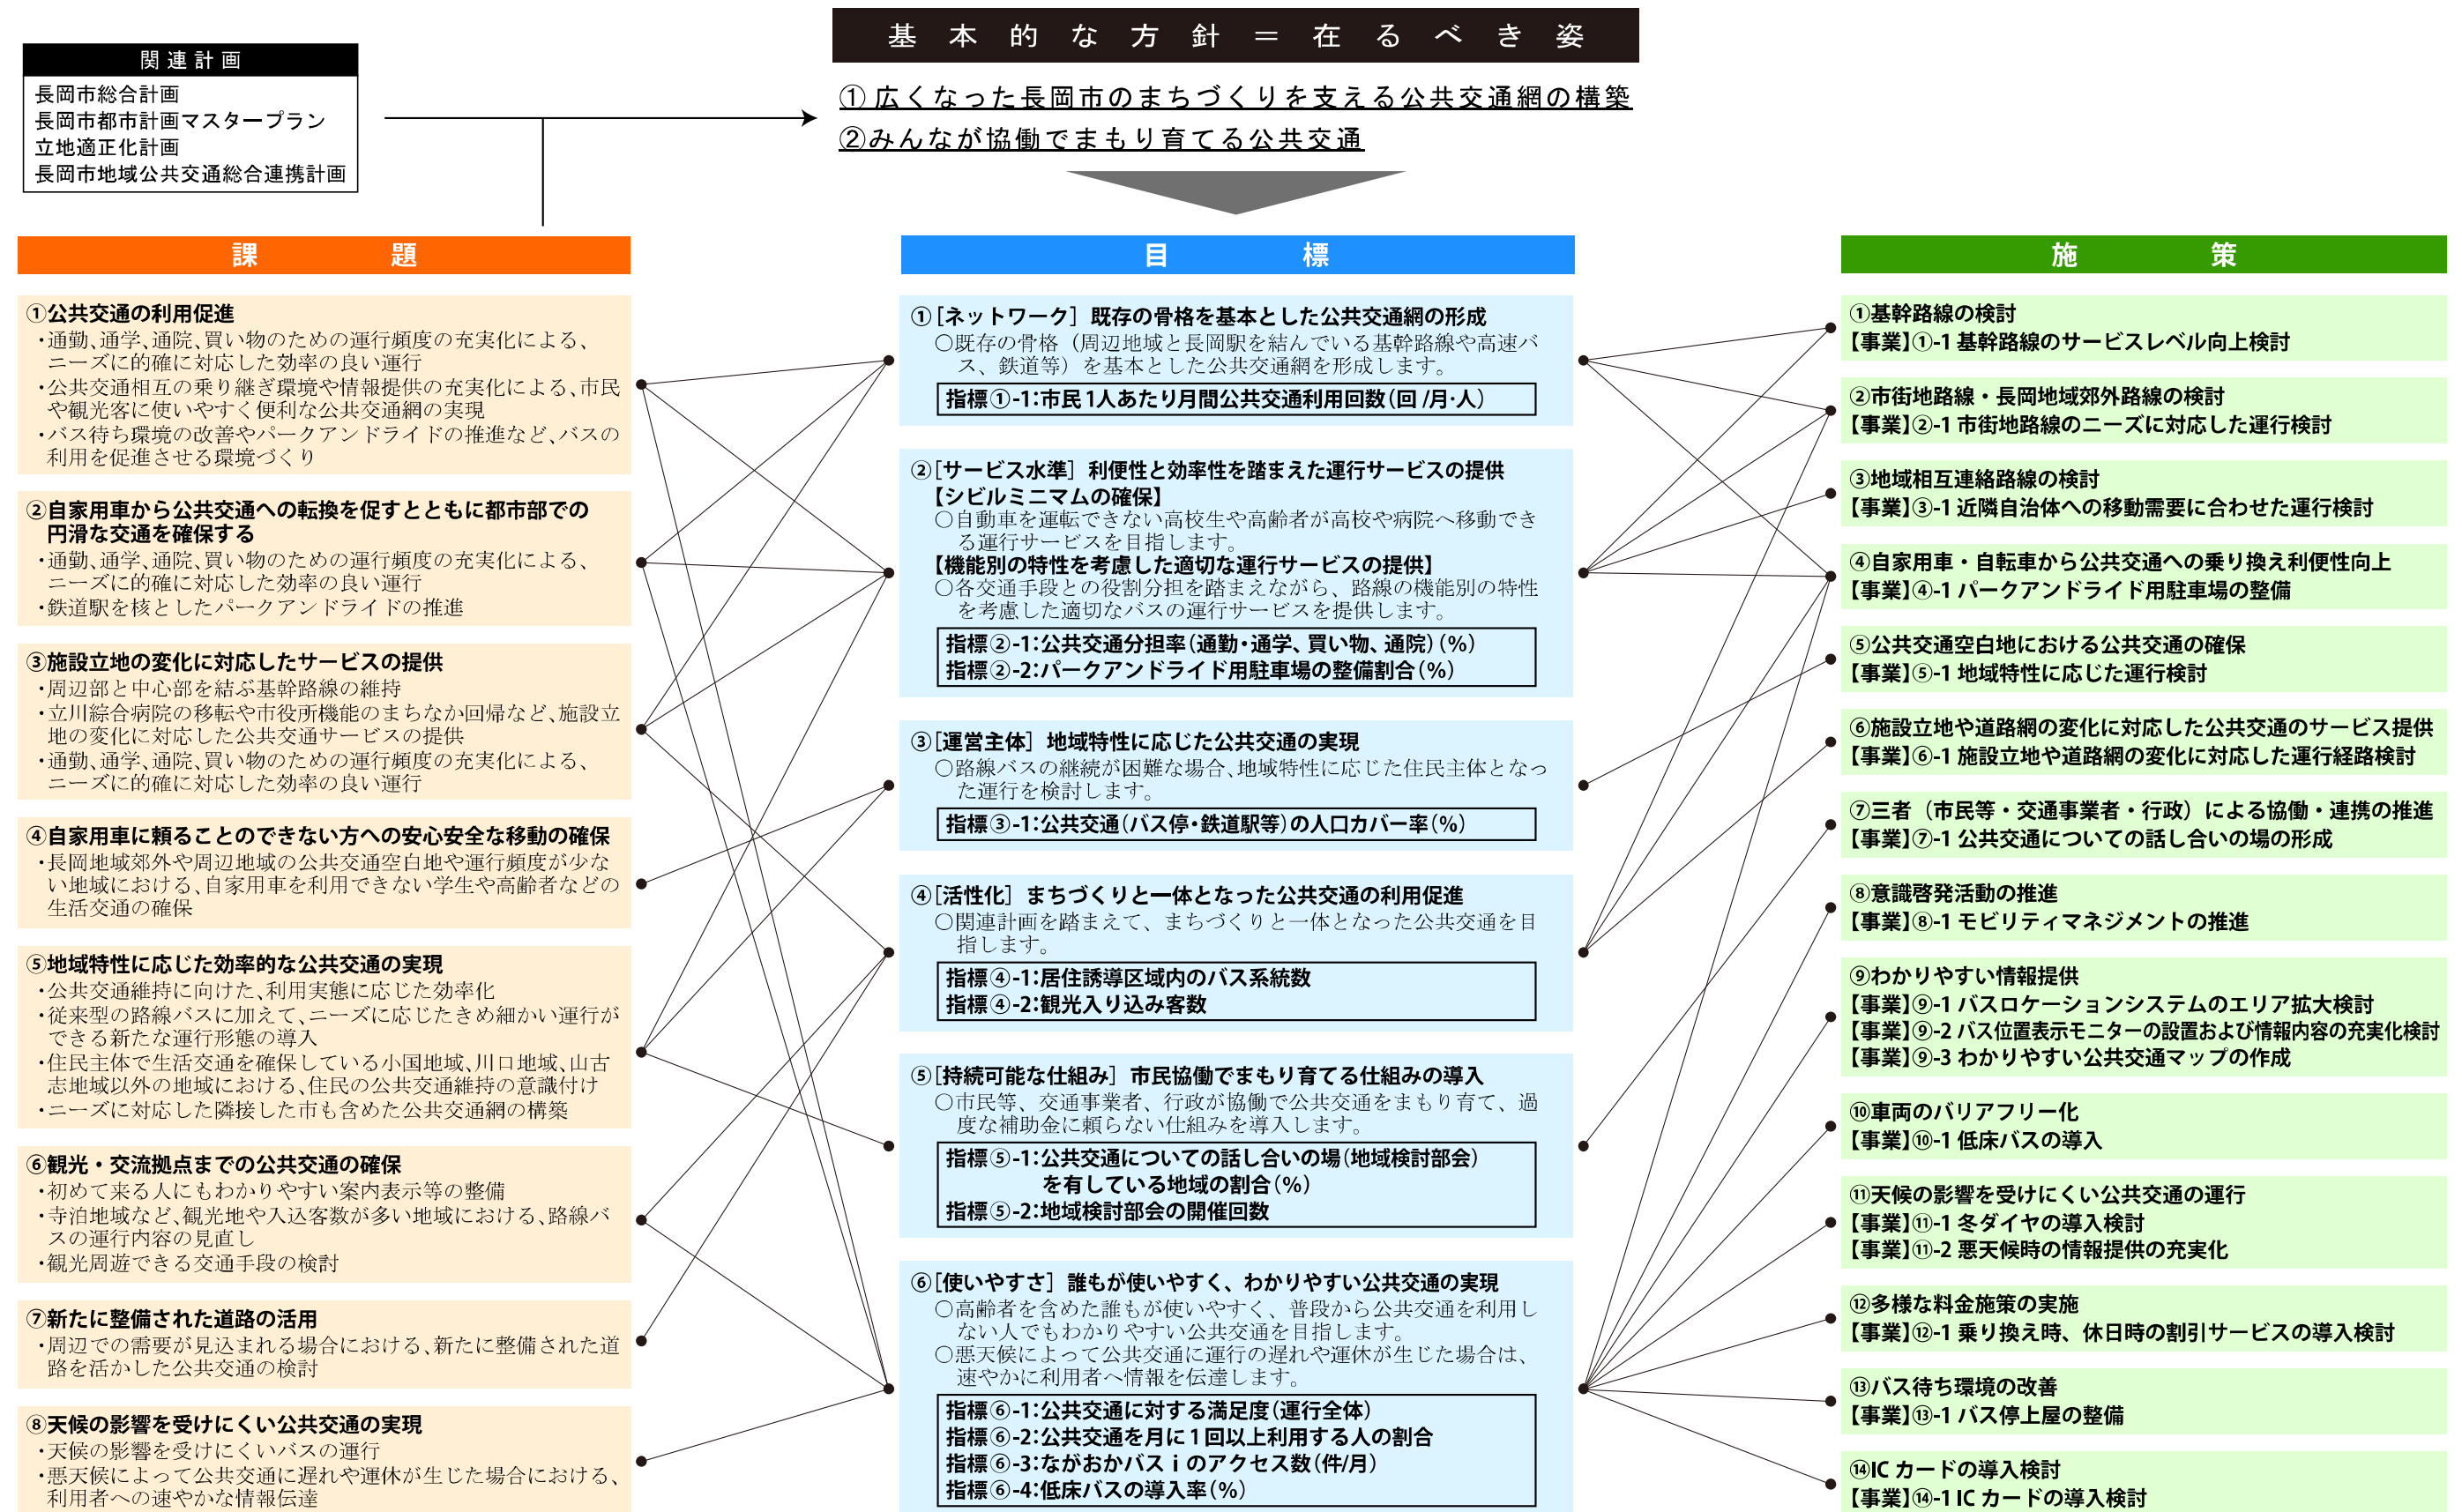 基本的な方針＝在るべき姿
①広くなった長岡市のまちづくりを支える公共交通網の構築
②みんなが協働でまもり育てる公共交通
関連計画
長岡市総合計画
長岡市都市計画マスタープラン
立地適正化計画
長岡市地域公共交通総合連携計画
課題
①公共交通の利用促進
・通勤、通学、通院、買い物のための運行頻度の充実化による、
ニーズに的確に対応した効率の良い運行
・公共交通相互の乗り継ぎ環境や情報提供の充実化による、市民
や観光客に使いやすく便利な公共交通網の実現
・バス待ち環境の改善やパークアンドライドの推進など、バスの
利用を促進させる環境づくり
②自家用車から公共交通への転換を促すとともに都市部での
円滑な交通を確保する
・通勤、通学、通院、買い物のための運行頻度の充実化による、
ニーズに的確に対応した効率の良い運行
・鉄道駅を核としたパークアンドライドの推進
③施設立地の変化に対応したサービスの提供
・周辺部と中心部を結ぶ基幹路線の維持
・立川綜合病院の移転や市役所機能のまちなか回帰など、施設立
地の変化に対応した公共交通サービスの提供
・通勤、通学、通院、買い物のための運行頻度の充実化による、
ニーズに的確に対応した効率の良い運行
④自家用車に頼ることのできない方への安心安全な移動の確保
・長岡地域郊外や周辺地域の公共交通空白地や運行頻度が少な
い地域における、自家用車を利用できない学生や高齢者などの
生活交通の確保
⑤地域特性に応じた効率的な公共交通の実現
・公共交通維持に向けた、利用実態に応じた効率化
・従来型の路線バスに加えて、ニーズに応じたきめ細かい運行が
できる新たな運行形態の導入
・住民主体で生活交通を確保している小国地域、川口地域、山古
志地域以外の地域における、住民の公共交通維持の意識付け
・ニーズに対応した隣接した市も含めた公共交通網の構築
⑥観光・交流拠点までの公共交通の確保
・初めて来る人にもわかりやすい案内表示等の整備
・寺泊地域など、観光地や入込客数が多い地域における、路線バ
スの運行内容の見直し
・観光周遊できる交通手段の検討
⑦新たに整備された道路の活用
・周辺での需要が見込まれる場合における、新たに整備された道
路を活かした公共交通の検討
⑧天候の影響を受けにくい公共交通の実現
・天候の影響を受けにくいバスの運行
・悪天候によって公共交通に遅れや運休が生じた場合における、
利用者への速やかな情報伝達
目標
①［ネットワーク］既存の骨格を基本とした公共交通網の形成
○既存の骨格（周辺地域と長岡駅を結んでいる基幹路線や高速バ
ス、鉄道等）を基本とした公共交通網を形成します。
指標①-1：市民1人あたり月間公共交通利用回数（回/月・人）
②［サービス水準］利便性と効率性を踏まえた運行サービスの提供
【シビルミニマムの確保】
○自動車を運転できない高校生や高齢者が高校や病院へ移動でき
る運行サービスを目指します。
【機能別の特性を考慮した適切な運行サービスの提供】
○各交通手段との役割分担を踏まえながら、路線の機能別の特性
を考慮した適切なバスの運行サービスを提供します。
指標②-1：公共交通分担率（通勤・通学、買い物、通院）（%）
指標②-2：パークアンドライド用駐車場の整備割合（%）
③［運営主体］地域特性に応じた公共交通の実現
○路線バスの継続が困難な場合、地域特性に応じた住民主体となっ
た運行を検討します。
指標③-1：公共交通（バス停・鉄道駅等）の人口カバー率（%）
④［活性化］まちづくりと一体となった公共交通の利用促進
○関連計画を踏まえて、まちづくりと一体となった公共交通を目
指します。
指標④-1：居住誘導区域内のバス系統数
指標④-2：観光入り込み客数
⑤［持続可能な仕組み］市民協働でまもり育てる仕組みの導入
○市民等、交通事業者、行政が協働で公共交通をまもり育て、過
度な補助金に頼らない仕組みを導入します。
指標⑤-1：公共交通についての話し合いの場（地域検討部会）
を有している地域の割合（%）
指標⑤-2：地域検討部会の開催回数
⑥［使いやすさ］誰もが使いやすく、わかりやすい公共交通の実現
○高齢者を含めた誰もが使いやすく、普段から公共交通を利用し
ない人でもわかりやすい公共交通を目指します。
○悪天候によって公共交通に運行の遅れや運休が生じた場合は、
速やかに利用者へ情報を伝達します。
指標⑥-1：公共交通に対する満足度（運行全体）
指標⑥-2：公共交通を月に1回以上利用する人の割合
指標⑥-3：ながおかバスｉのアクセス数（件/月）
指標⑥-4：低床バスの導入率（%）
施策
①基幹路線の検討
【事業】①-1 基幹路線のサービスレベル向上検討
②市街地路線・長岡地域郊外路線の検討
【事業】②-1 市街地路線のニーズに対応した運行検討
③地域相互連絡路線の検討
【事業】③-1 近隣自治体への移動需要に合わせた運行検討
④自家用車・自転車から公共交通への乗り換え利便性向上
【事業】④-1 パークアンドライド用駐車場の整備
⑤公共交通空白地における公共交通の確保
【事業】⑤-1 地域特性に応じた運行検討
⑥施設立地や道路網の変化に対応した公共交通のサービス提供
【事業】⑥-1 施設立地や道路網の変化に対応した運行経路検討
⑦三者（市民等・交通事業者・行政）による協働・連携の推進
【事業】⑦-1 公共交通についての話し合いの場の形成
⑧意識啓発活動の推進
【事業】⑧-1 モビリティマネジメントの推進
⑨わかりやすい情報提供
【事業】⑨-1 バスロケーションシステムのエリア拡大検討
【事業】⑨-2 バス位置表示モニターの設置および情報内容の充実化検討
【事業】⑨-3 わかりやすい公共交通マップの作成
⑩車両のバリアフリー化
【事業】⑩-1 低床バスの導入
⑪天候の影響を受けにくい公共交通の運行
【事業】⑪-1 冬ダイヤの導入検討
【事業】⑪-2 悪天候時の情報提供の充実化
⑫多様な料金施策の実施
【事業】⑫-1 乗り換え時、休日時の割引サービスの導入検討
⑬バス待ち環境の改善
【事業】⑬-1 バス停上屋の整備
⑭IC カードの導入検討
【事業】⑭-1 IC カードの導入検討